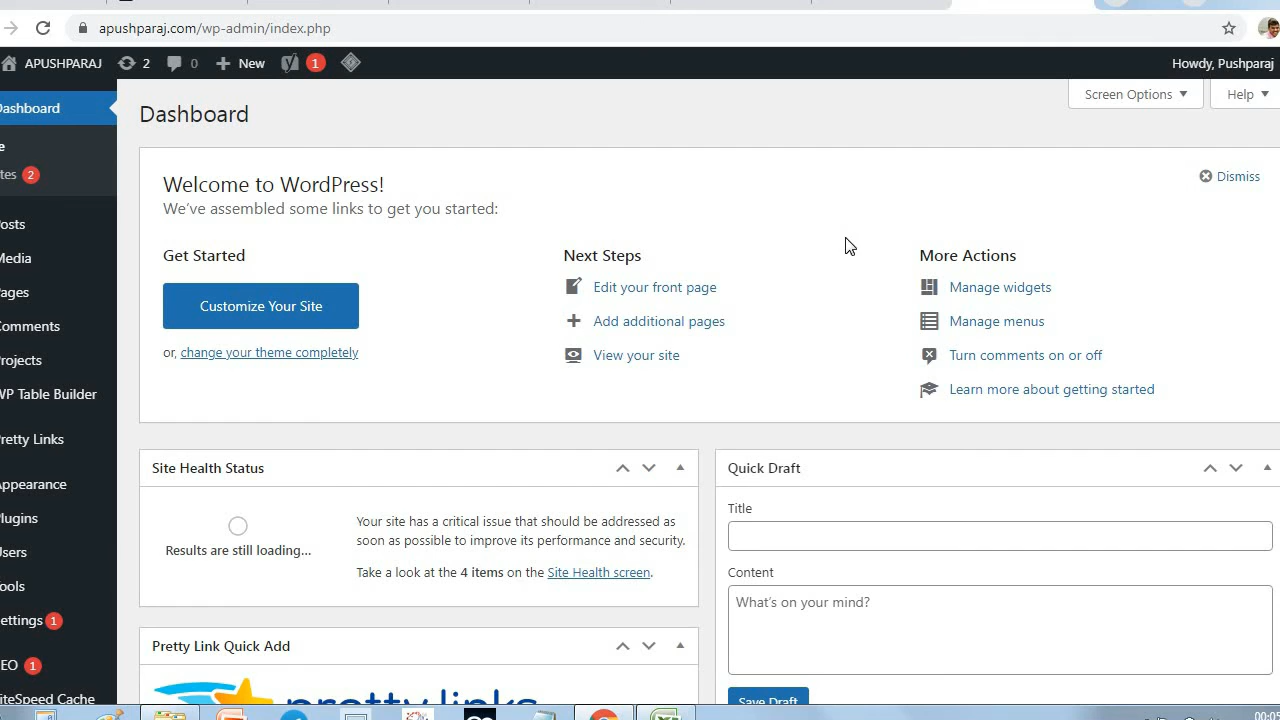 apushparaj.com/wp-admin/index.php
APUSHPARAJ 2 0 New 1 Howdy, Pushparaj
Dashboard
Screen Options Help
Dashboard
e
tes 2
osts
Media
Pages
omments
rojects
WP Table Builder
retty Links
ppearance
lugins
sers
ools
ettings 1
EO 1
iteSpeed Cache
Welcome to WordPress!
Dismiss
We've assembled some links to get you started:
Get Started
Customize Your Site
or, change your theme completely
Next Steps
Edit your front page
Add additional pages
View your site
More Actions
Manage widgets
Manage menus
Turn comments on or off
Learn more about getting started
Site Health Status
Results are still loading...
Your site has a critical issue that should be addressed as
soon as possible to improve its performance and security.
Take a look at the 4 items on the Site Health screen.
Pretty Link Quick Add
pretty links
Quick Draft
Title
Content
What's on your mind?
Save Draft